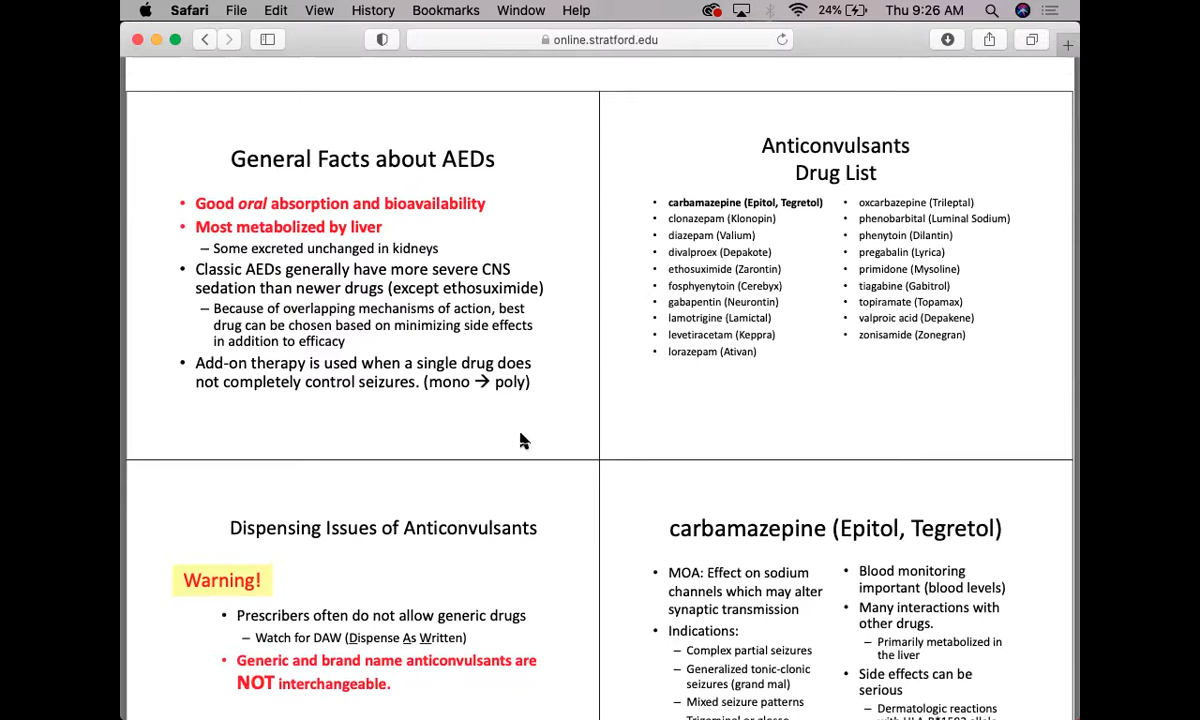 Safari File Edit View History Bookmarks Window Help 24% Thu 9:26 AM
online.stratford.edu
General Facts about AEDs
• Good oral absorption and bioavailability
• Most metabolized by liver
– Some excreted unchanged in kidneys
• Classic AEDs generally have more severe CNS
sedation than newer drugs (except ethosuximide)
– Because of overlapping mechanisms of action, best
drug can be chosen based on minimizing side effects
in addition to efficacy
• Add-on therapy is used when a single drug does
not completely control seizures. (mono → poly)
Anticonvulsants
Drug List
• carbamazepine (Epitol, Tegretol)
• clonazepam (Klonopin)
• diazepam (Valium)
• divalproex (Depakote)
• ethosuximide (Zarontin)
• fosphenytoin (Cerebyx)
• gabapentin (Neurontin)
• lamotrigine (Lamictal)
• levetiracetam (Keppra)
• lorazepam (Ativan)
• oxcarbazepine (Trileptal)
• phenobarbital (Luminal Sodium)
• phenytoin (Dilantin)
• pregabalin (Lyrica)
• primidone (Mysoline)
• tiagabine (Gabitrol)
• topiramate (Topamax)
• valproic acid (Depakene)
• zonisamide (Zonegran)
Dispensing Issues of Anticonvulsants
Warning!
• Prescribers often do not allow generic drugs
– Watch for DAW (Dispense As Written)
• Generic and brand name anticonvulsants are
NOT interchangeable.
carbamazepine (Epitol, Tegretol)
• MOA: Effect on sodium
channels which may alter
synaptic transmission
• Indications:
– Complex partial seizures
– Generalized tonic-clonic
seizures (grand mal)
– Mixed seizure patterns
• Blood monitoring
important (blood levels)
• Many interactions with
other drugs.
– Primarily metabolized in
the liver
• Side effects can be
serious
– Dermatologic reactions